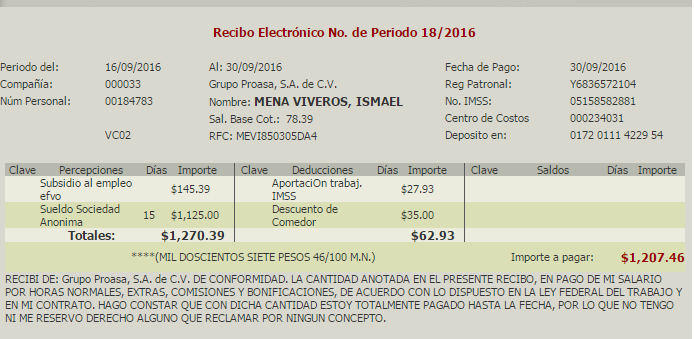 Recibo Electrónico No. de Periodo 18/2016
Periodo del: 16/09/2016 Al: 30/09/2016 Fecha de Pago: 30/09/2016
Compañía: 000033 Grupo Proasa, S.A. de C.V. Reg Patronal: Y6836572104
Núm Personal: 00184783 Nombre: MENA VIVEROS, ISMAEL No. IMSS: 05158582881
Sal. Base Cot.: 78.39 Centro de Costos 000234031
VC02 RFC: MEVI850305DA4 Deposito en: 0172 0111 4229 54
Clave Percepciones Días Importe Clave Deducciones Días Importe Clave Saldos Días Importe
Subsidio al empleo efvo $145.39 AportaciOn trabaj. IMSS $27.93
Sueldo Sociedad Anonima 15 $1,125.00 Descuento de Comedor $35.00
Totales: $1,270.39 $62.93
****(MIL DOSCIENTOS SIETE PESOS 46/100 M.N.) Importe a pagar: $1,207.46
RECIBI DE: Grupo Proasa, S.A. de C.V. DE CONFORMIDAD. LA CANTIDAD ANOTADA EN EL PRESENTE RECIBO, EN PAGO DE MI SALARIO
POR HORAS NORMALES, EXTRAS, COMISIONES Y BONIFICACIONES, DE ACUERDO CON LO DISPUESTO EN LA LEY FEDERAL DEL TRABAJO Y
EN MI CONTRATO. HAGO CONSTAR QUE CON DICHA CANTIDAD ESTOY TOTALMENTE PAGADO HASTA LA FECHA, POR LO QUE NO TENGO
NI ME RESERVO DERECHO ALGUNO QUE RECLAMAR POR NINGUN CONCEPTO.